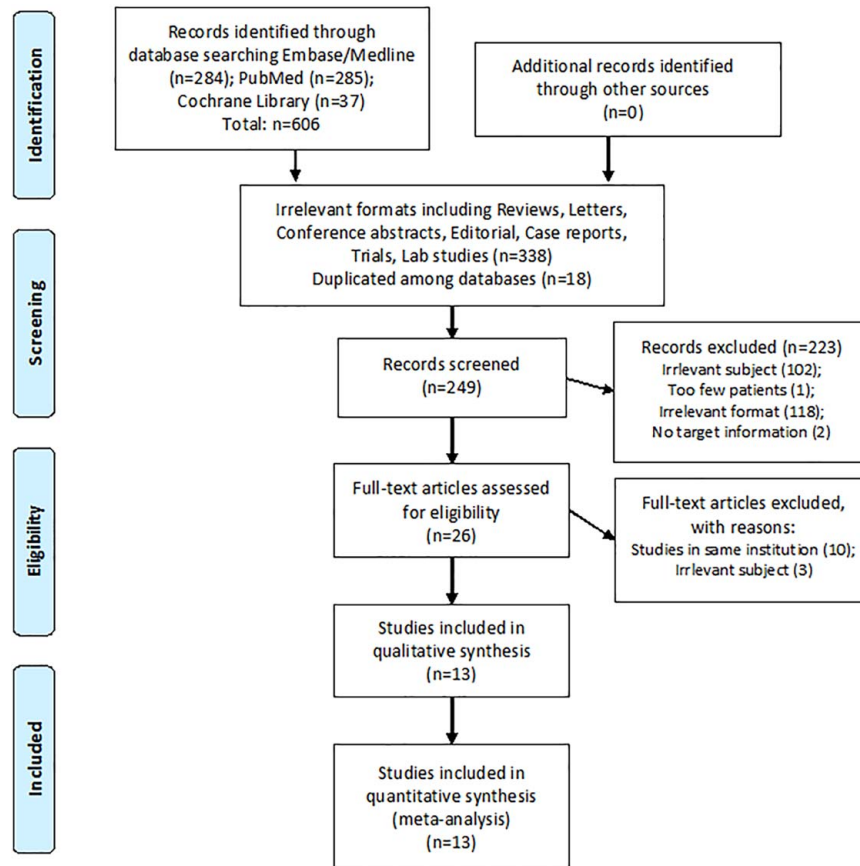 Identification
Records identified through
database searching Embase/Medline
(n=284); PubMed (n=285);
Cochrane Library (n=37)
Total: n=606
Additional records identified
through other sources
(n=0)
Irrelevant formats including Reviews, Letters,
Conference abstracts, Editorial, Case reports,
Trials, Lab studies (n=338)
Duplicated among databases (n=18)
Screening
Records screened
(n=249)
Records excluded (n=223)
Irrlevant subject (102);
Too few patients (1);
Irrelevant format (118);
No target information (2)
Eligibility
Full-text articles assessed
for eligibility
(n=26)
Full-text articles excluded,
with reasons:
Studies in same institution (10);
Irrlevant subject (3)
Studies included in
qualitative synthesis
(n=13)
Included
Studies included in
quantitative synthesis
(meta-analysis)
(n=13)